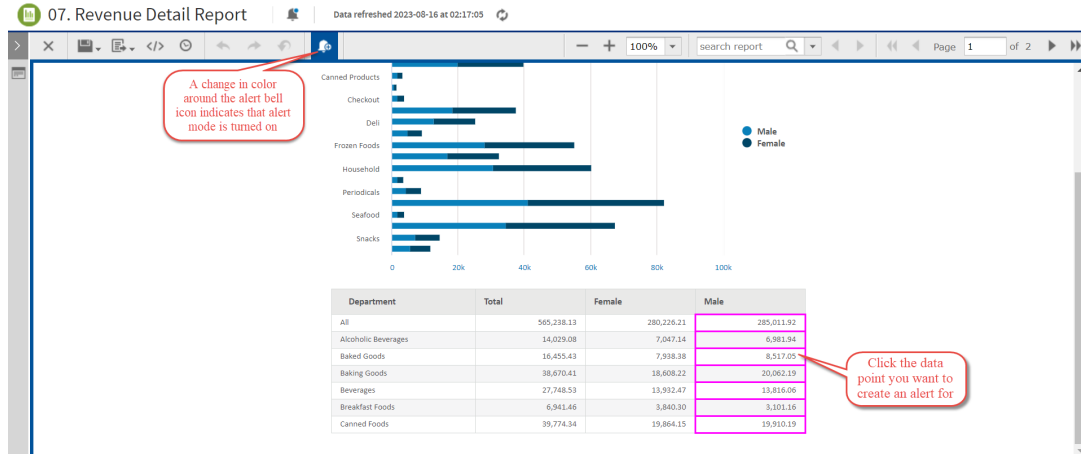 07. Revenue Detail Report
Data refreshed 2023-08-16 at 02:17:05
100%
search report
Page 1 of 2
A change in color
around the alert bell
icon indicates that alert
mode is turned on
Canned Products
Checkout
Deli
Frozen Foods
Household
Periodicals
Seafood
Snacks
Male
Female
0 20k 40k 60k 80k 100k
Department Total Female Male
All 565,238.13 280,226.21 285,011.92
Alcoholic Beverages 14,029.08 7,047.14 6,981.94
Baked Goods 16,455.43 7,938.38 8,517.05
Baking Goods 38,670.41 18,608.22 20,062.19
Beverages 27,748.53 13,932.47 13,816.06
Breakfast Foods 6,941.46 3,840.30 3,101.16
Canned Foods 39,774.34 19,864.15 19,910.19
Click the data
point you want to
create an alert for